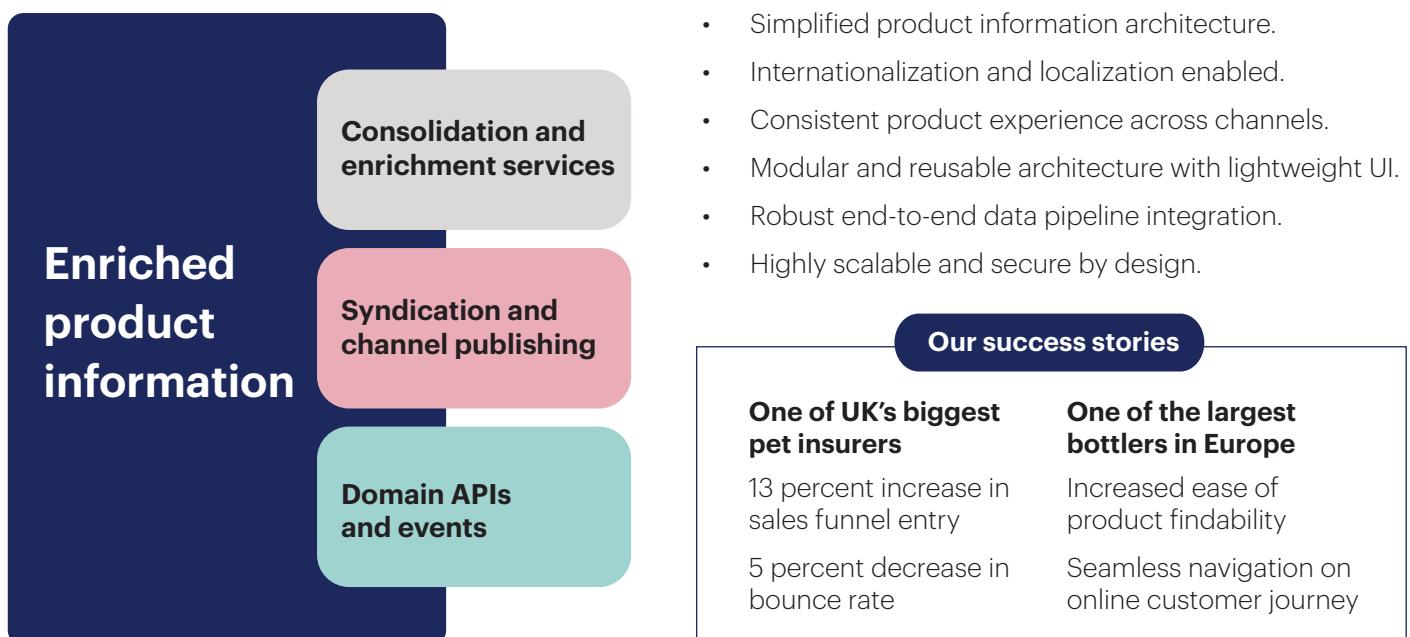 Enriched
product
information
Consolidation and
enrichment services
Syndication and
channel publishing
Domain APIs
and events
• Simplified product information architecture.
• Internationalization and localization enabled.
• Consistent product experience across channels.
• Modular and reusable architecture with lightweight UI.
• Robust end-to-end data pipeline integration.
• Highly scalable and secure by design.
Our success stories
One of UK’s biggest
pet insurers
13 percent increase in
sales funnel entry
5 percent decrease in
bounce rate
One of the largest
bottlers in Europe
Increased ease of
product findability
Seamless navigation on
online customer journey